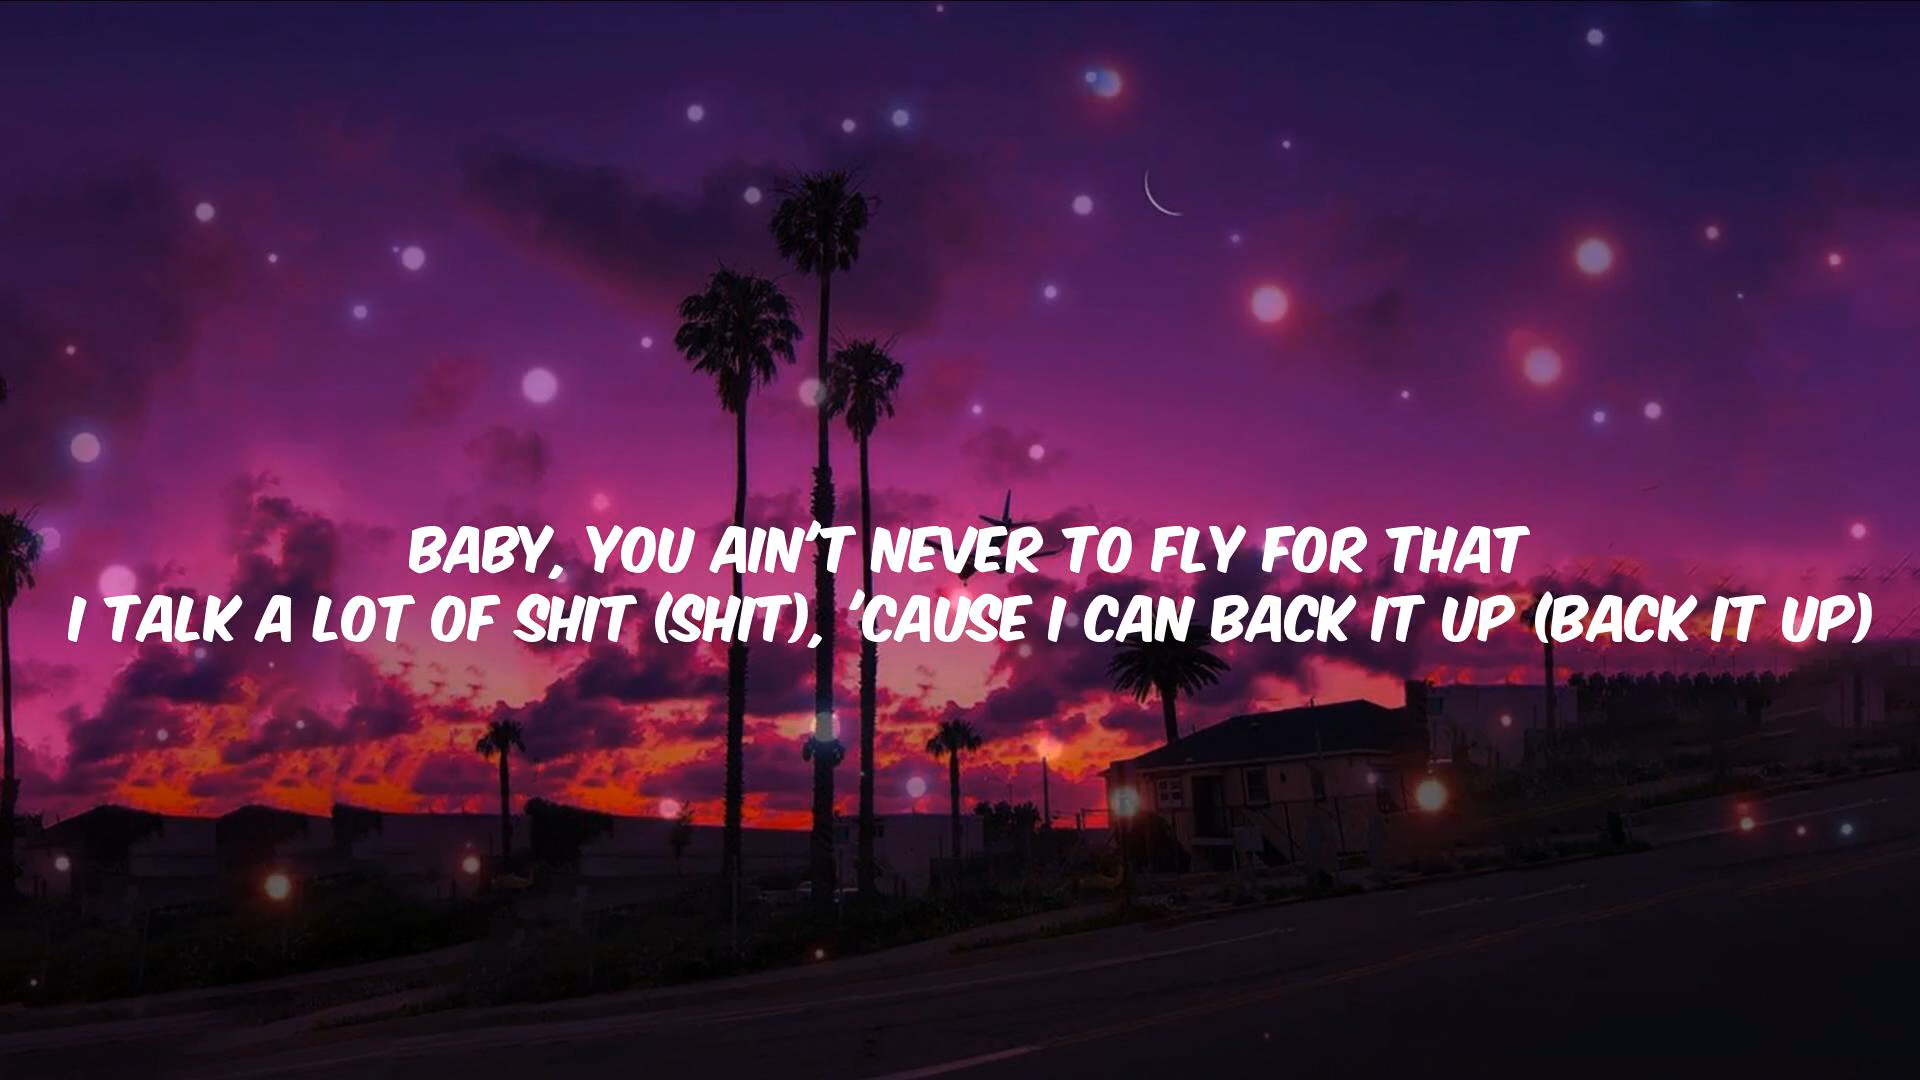 BABY, YOU AIN'T NEVER TO FLY FOR THAT
I TALK A LOT OF SHIT (SHIT), 'CAUSE I CAN BACK IT UP (BACK IT UP)